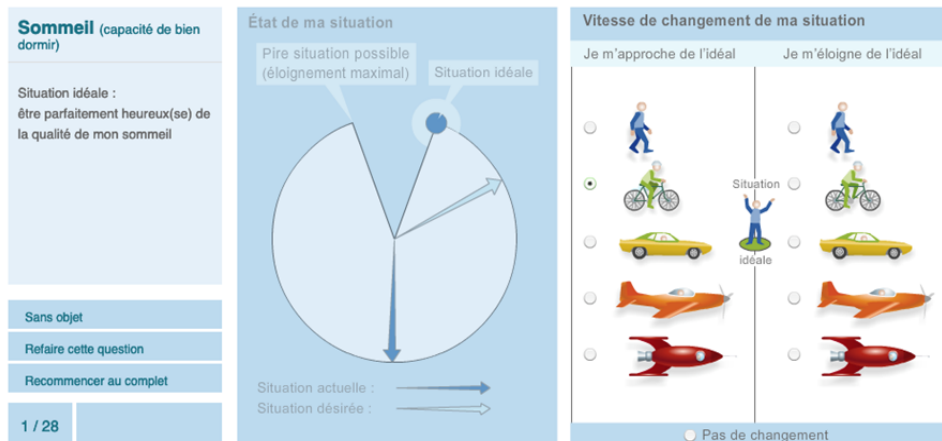 Sommeil (capacité de bien
dormir)
Situation idéale :
être parfaitement heureux(se) de
la qualité de mon sommeil
Sans objet
Refaire cette question
Recommencer au complet
1 / 28
État de ma situation
Pire situation possible
(éloignement maximal)
Situation idéale
Situation actuelle :
Situation désirée :
Vitesse de changement de ma situation
Je m’approche de l’idéal
Je m’éloigne de l’idéal
Situation
idéale
Pas de changement